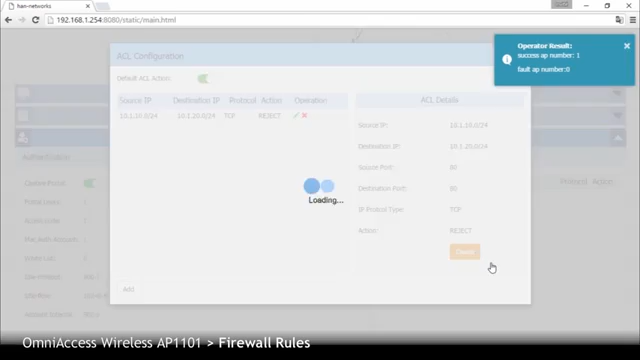 han-networks
192.168.1.254:8080/static/main.html
Operator Result:
success ap number: 1
fault ap number:0
ACL Configuration
Default ACL Action:
Source IP Destination IP Protocol Action Operation
10.1.10.0/24 10.1.20.0/24 TCP REJECT
ACL Details
Source IP: 10.1.10.0/24
Destination IP: 10.1.20.0/24
Source Port: 80
Destination Port: 80
IP Protocl Type: TCP
Action: REJECT
Loading...
Add
Authentication
Captive Portal:
Protocol Action
OmniAccess Wireless AP1101 > Firewall Rules